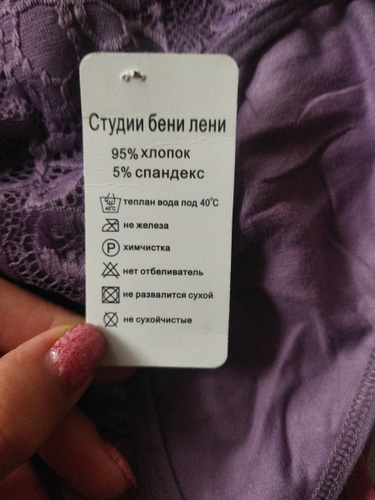 Студии бени лени
95% хлопок
5% спандекс
40℃ теплан вода под 40℃
не железа
P химчистка
нет отбеливатель
не развалится сухой
не сухойчистые